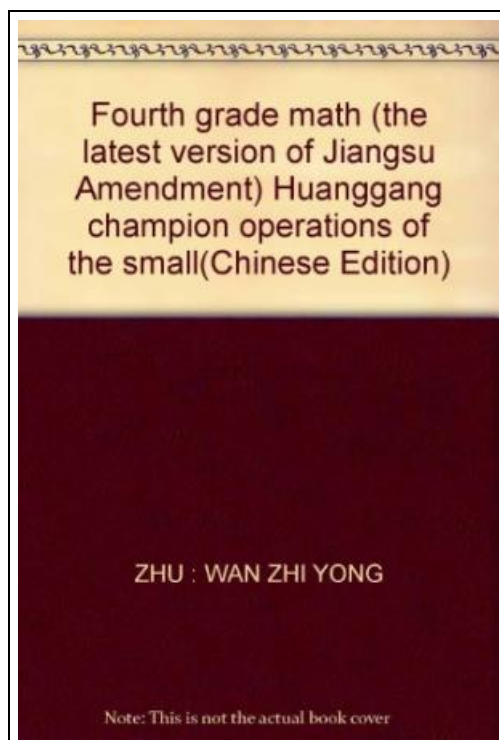 Fourth grade math (the
latest version of Jiangsu
Amendment) Huanggang
champion operations of
the small(Chinese Edition)
ZHU : WAN ZHI YONG
Note: This is not the actual book cover